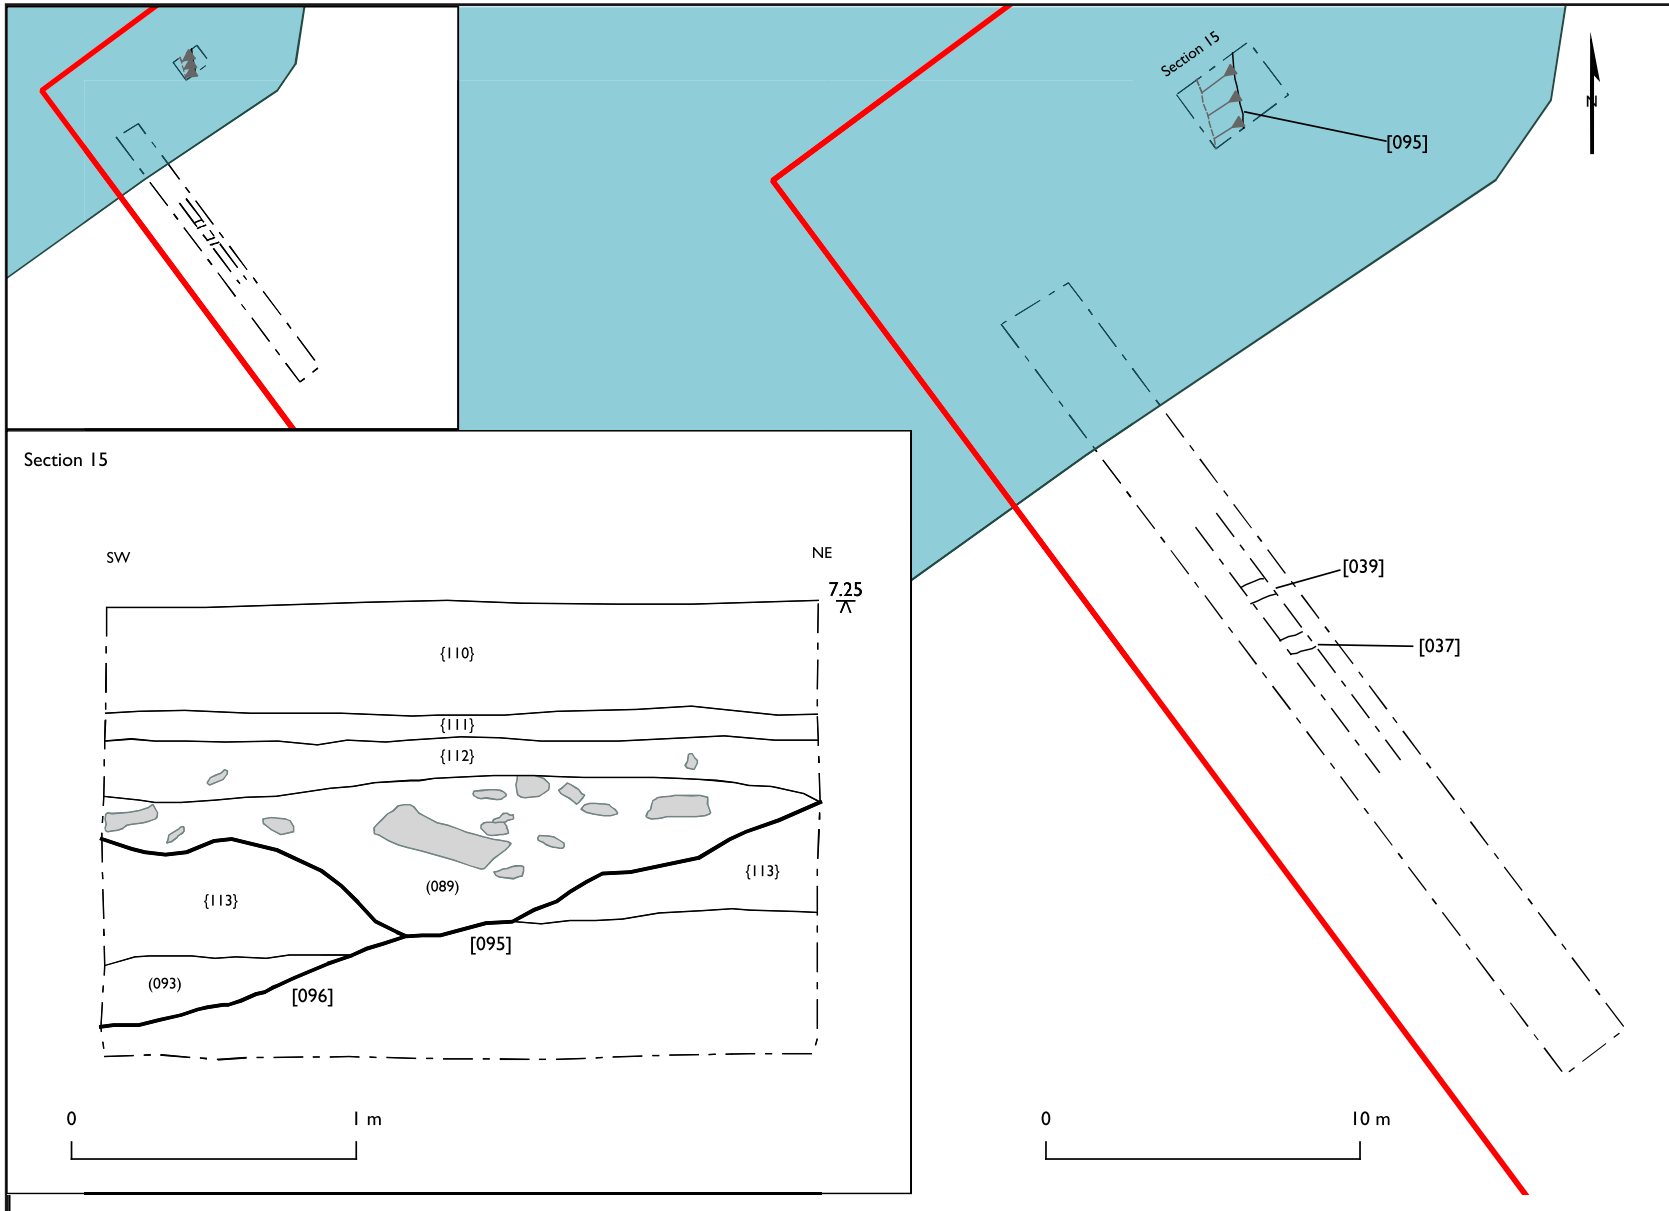 Section 15
N
[095]
[039]
[037]
Section 15
SW
NE
7.25
{110}
{111}
{112}
(089)
{113}
{113}
[095]
(093)
[096]
0 1 m
0 10 m